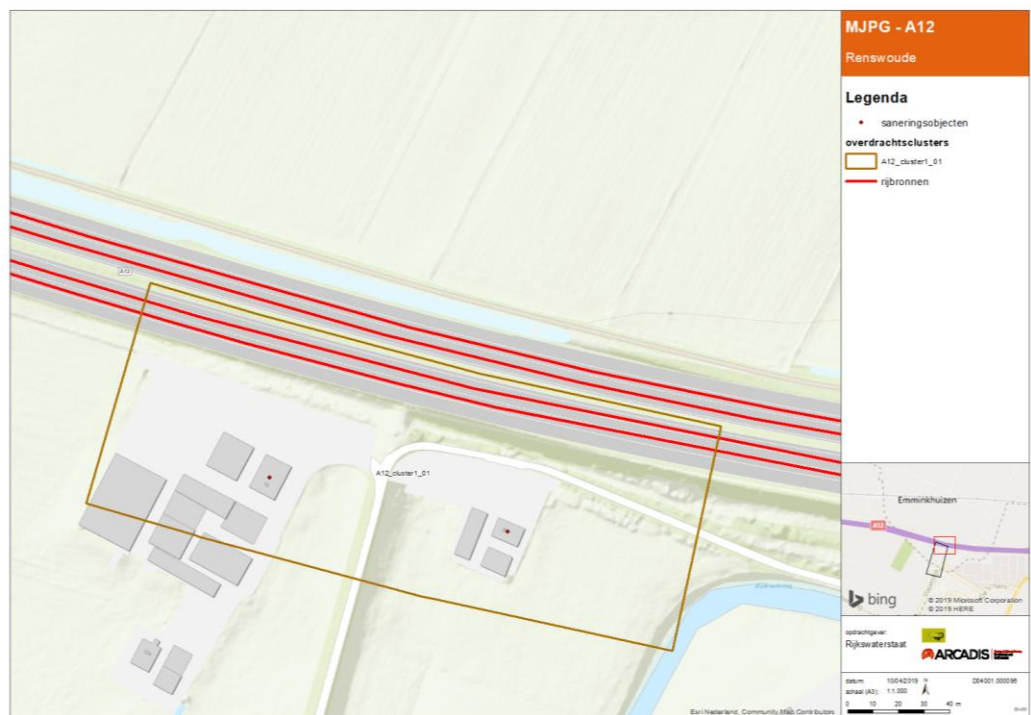 MJPG - A12
Renswoude
Legenda
saneringsobjecten
overdrachtsclusters
A12_cluster1_01
rijbronnen
A12
A12_cluster1_01
Emminkhuizen
A12
bing
© 2019 Microsoft Corporation
© 2019 HERE
opdrachtgever:
Rijkswaterstaat
ARCADIS
datum: 10/04/2019
D04001.000096
schaal (A3): 1:1.000
0 10 20 30 40 m
Esri Nederland, Community Map Contributors